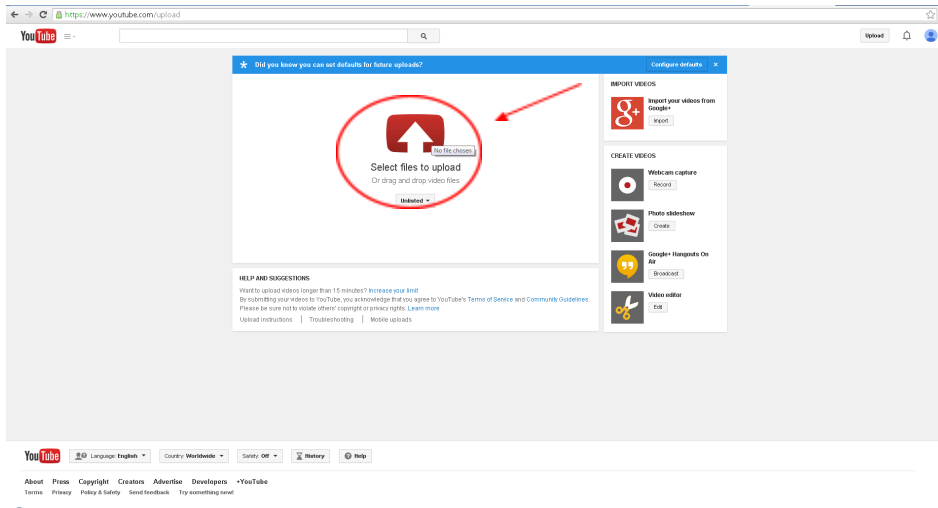 https://www.youtube.com/upload
YouTube
Upload
Did you know you can set defaults for future uploads?
Configure defaults ×
No file chosen
Select files to upload
Or drag and drop video files
Unlisted
IMPORT VIDEOS
Import your videos from
Google+
Import
CREATE VIDEOS
Webcam capture
Record
Photo slideshow
Create
Google+ Hangouts On
Air
Broadcast
Video editor
Edit
HELP AND SUGGESTIONS
Want to upload videos longer than 15 minutes? Increase your limit
By submitting your videos to YouTube, you acknowledge that you agree to YouTube's Terms of Service and Community Guidelines.
Please be sure not to violate others' copyright or privacy rights. Learn more
Upload instructions | Troubleshooting | Mobile uploads
YouTube Language: English Country: Worldwide Safety: Off History Help
About Press Copyright Creators Advertise Developers +YouTube
Terms Privacy Policy & Safety Send feedback Try something new!